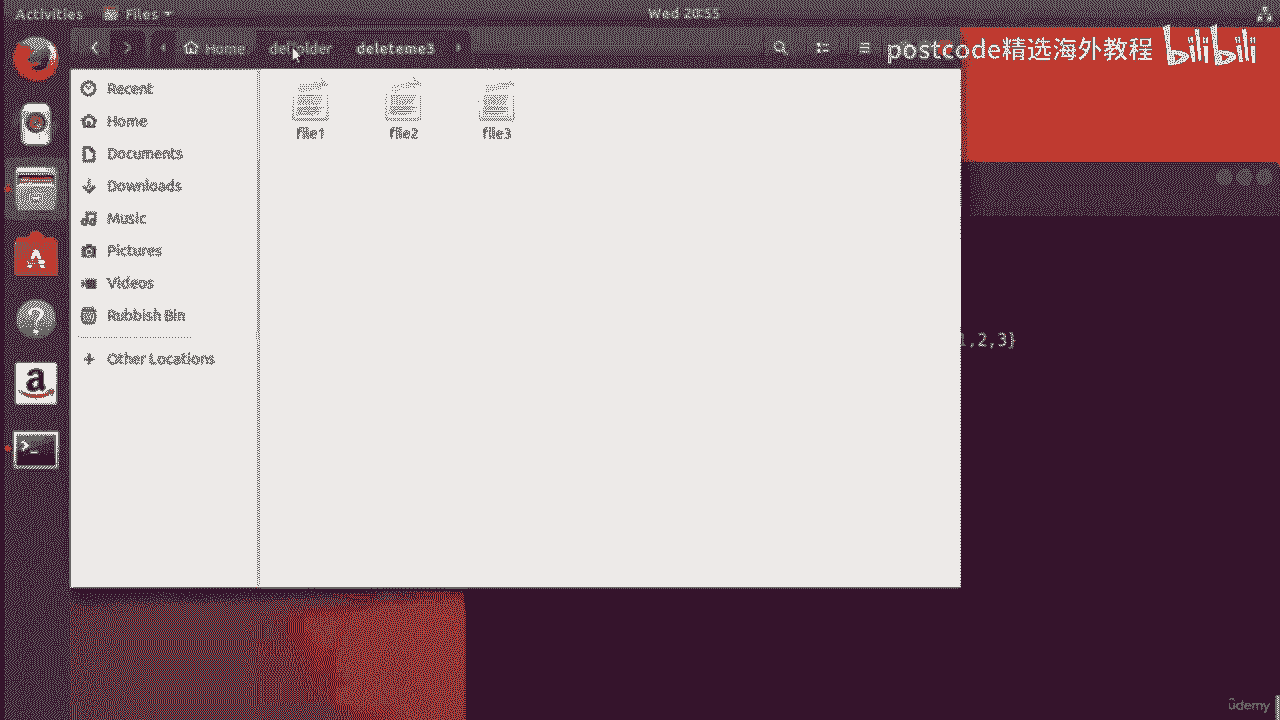 Activities Files Wed 20:55
Home delfolder deleteme3
postcode精选海外教程 bilibili
Recent
Home
Documents
Downloads
Music
Pictures
Videos
Rubbish Bin
Other Locations
file1 file2 file3
,2,3}
ûdemy